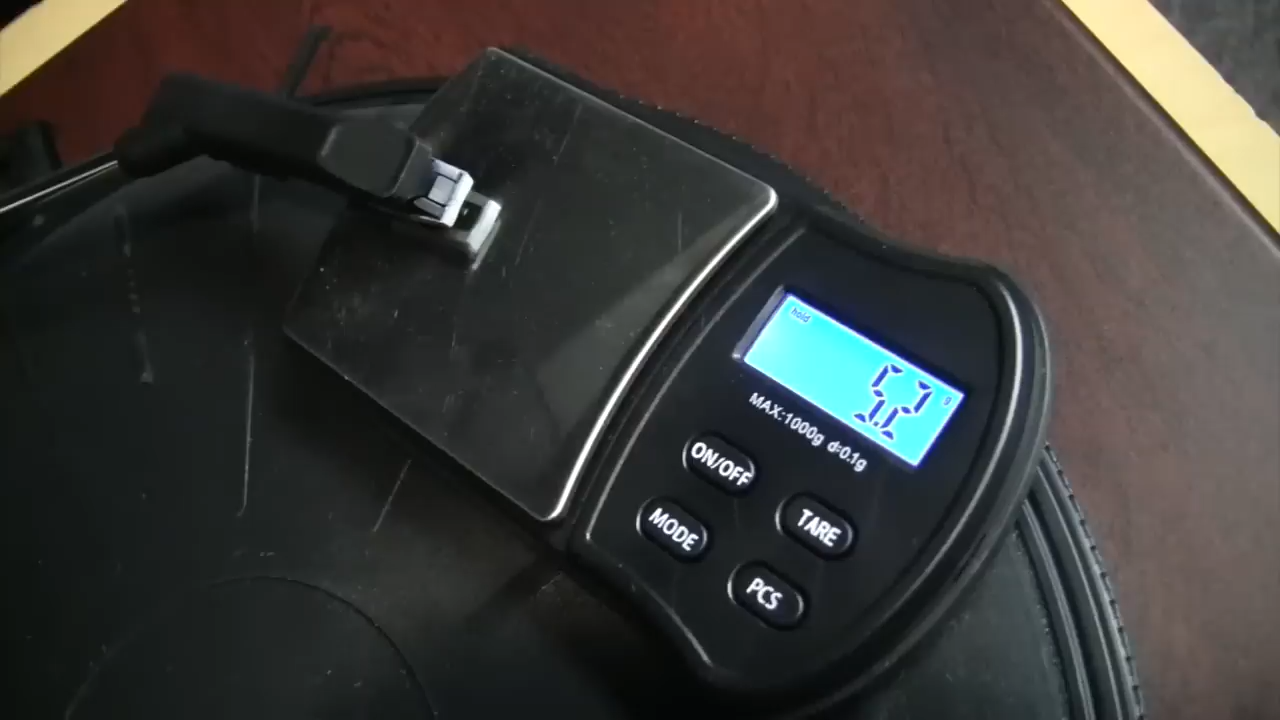 hold
5.2 g
MAX:1000g d=0.1g
ON/OFF
MODE
TARE
PCS